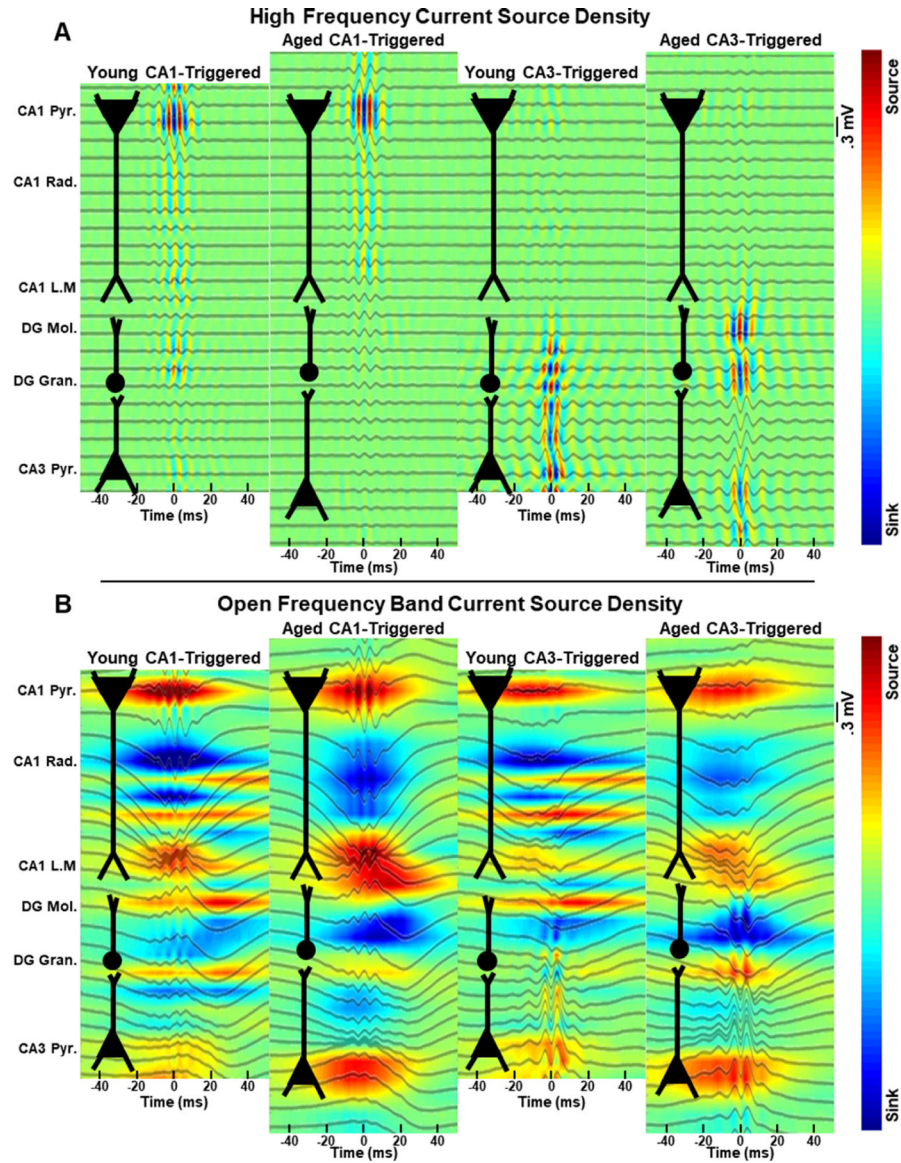 A
High Frequency Current Source Density
Young CA1-Triggered
Aged CA1-Triggered
Young CA3-Triggered
Aged CA3-Triggered
CA1 Pyr.
CA1 Rad.
CA1 L.M
DG Mol.
DG Gran.
CA3 Pyr.
.3 mV
Source
Sink
-40 -20 0 20 40
Time (ms)
-40 -20 0 20 40
Time (ms)
-40 -20 0 20 40
Time (ms)
-40 -20 0 20 40
Time (ms)
B
Open Frequency Band Current Source Density
Young CA1-Triggered
Aged CA1-Triggered
Young CA3-Triggered
Aged CA3-Triggered
CA1 Pyr.
CA1 Rad.
CA1 L.M
DG Mol.
DG Gran.
CA3 Pyr.
.3 mV
Source
Sink
-40 -20 0 20 40
Time (ms)
-40 -20 0 20 40
Time (ms)
-40 -20 0 20 40
Time (ms)
-40 -20 0 20 40
Time (ms)